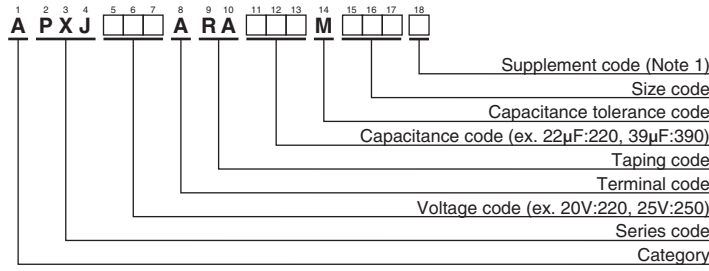 1 2 3 4 5 6 7 8 9 10 11 12 13 14 15 16 17 18
A P X J □ □ □ A R A □ □ □ M □ □ □ □
Supplement code (Note 1)
Size code
Capacitance tolerance code
Capacitance code (ex. 22µF:220, 39µF:390)
Taping code
Terminal code
Voltage code (ex. 20V:220, 25V:250)
Series code
Category